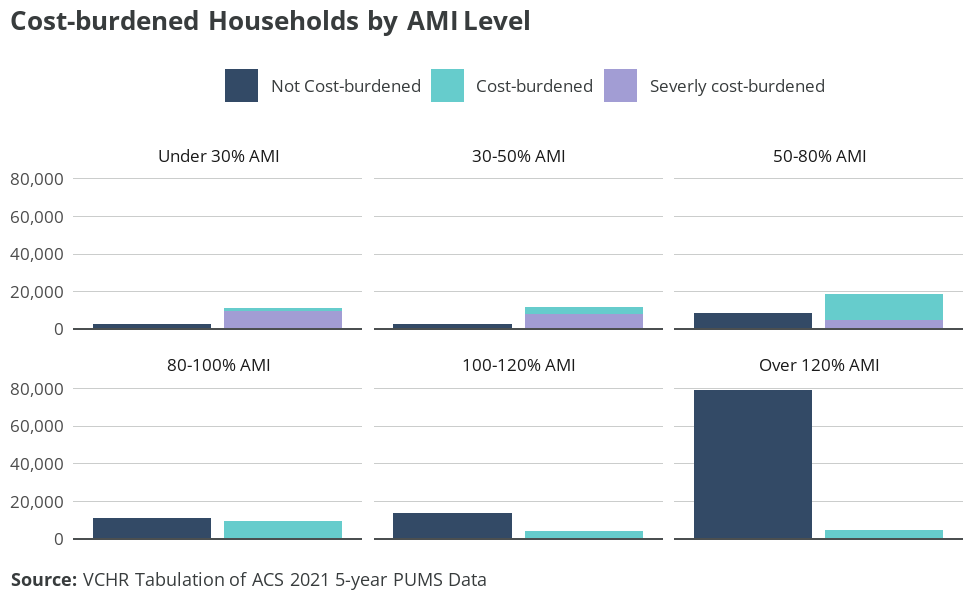 Cost-burdened Households by AMI Level
Not Cost-burdened Cost-burdened Severly cost-burdened
Under 30% AMI 30-50% AMI 50-80% AMI
80,000
60,000
40,000
20,000
0
80-100% AMI 100-120% AMI Over 120% AMI
80,000
60,000
40,000
20,000
0
Source: VCHR Tabulation of ACS 2021 5-year PUMS Data